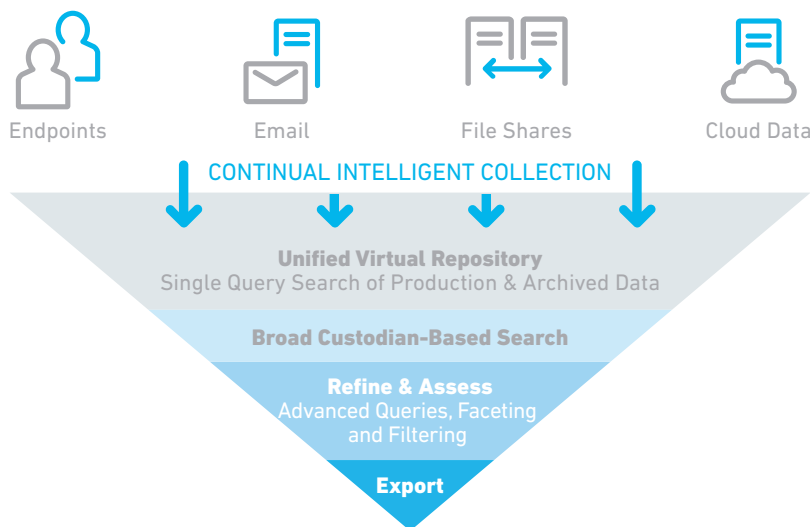 Endpoints
Email
File Shares
Cloud Data
CONTINUAL INTELLIGENT COLLECTION
Unified Virtual Repository
Single Query Search of Production & Archived Data
Broad Custodian-Based Search
Refine & Assess
Advanced Queries, Faceting
and Filtering
Export